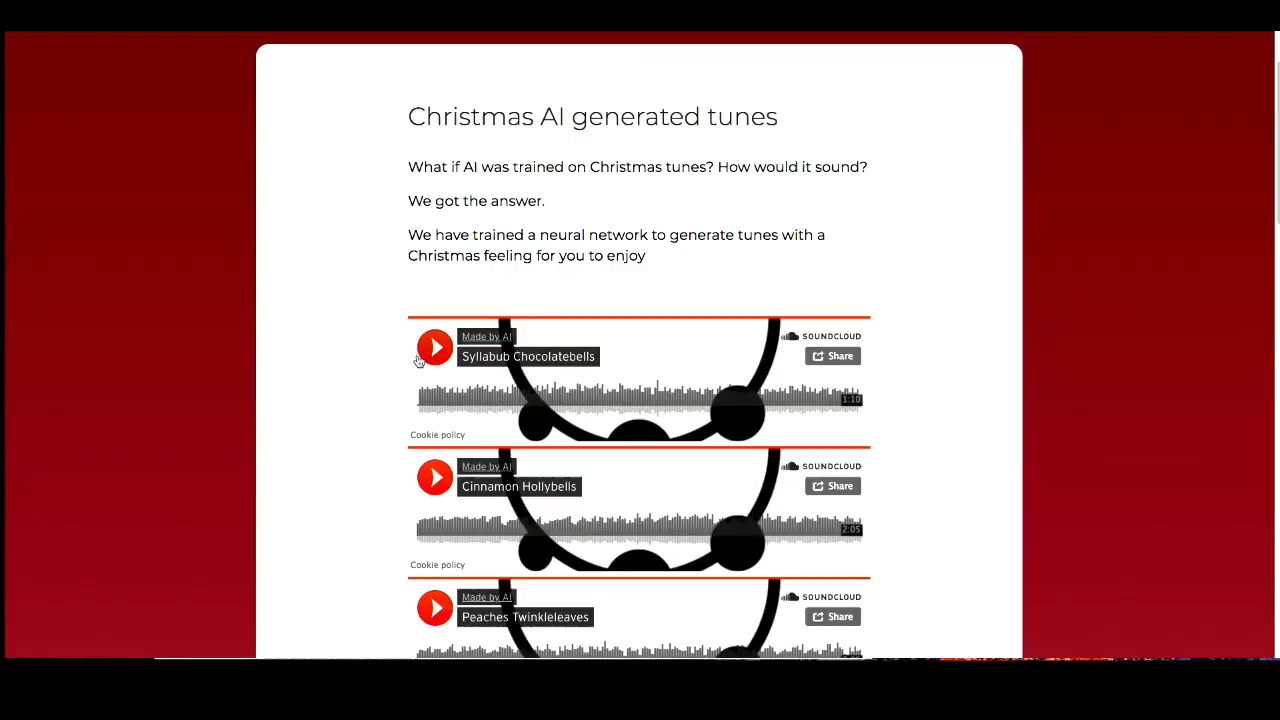 Christmas AI generated tunes
What if AI was trained on Christmas tunes? How would it sound?
We got the answer.
We have trained a neural network to generate tunes with a
Christmas feeling for you to enjoy
Made by AI
SOUNDCLOUD
Syllabub Chocolatebells
Share
1:10
Cookie policy
Made by AI
SOUNDCLOUD
Cinnamon Hollybells
Share
2:05
Cookie policy
Made by AI
SOUNDCLOUD
Peaches Twinkleleaves
Share